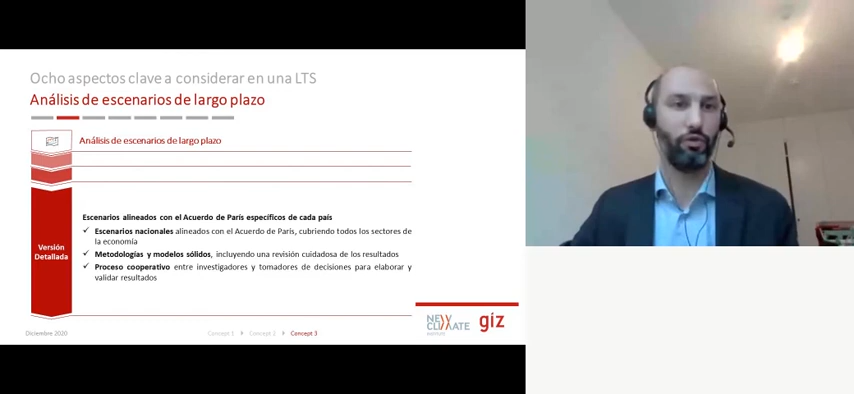 Ocho aspectos clave a considerar en una LTS
Análisis de escenarios de largo plazo
Análisis de escenarios de largo plazo
Versión
Detallada
Escenarios alineados con el Acuerdo de París específicos de cada país
✓ Escenarios nacionales alineados con el Acuerdo de París, cubriendo todos los sectores de
la economía
✓ Metodologías y modelos sólidos, incluyendo una revisión cuidadosa de los resultados
✓ Proceso cooperativo entre investigadores y tomadores de decisiones para elaborar y
validar resultados
Diciembre 2020
Concept 1 > Concept 2 > Concept 3
NEW
CLIMATE
INSTITUTE
giz